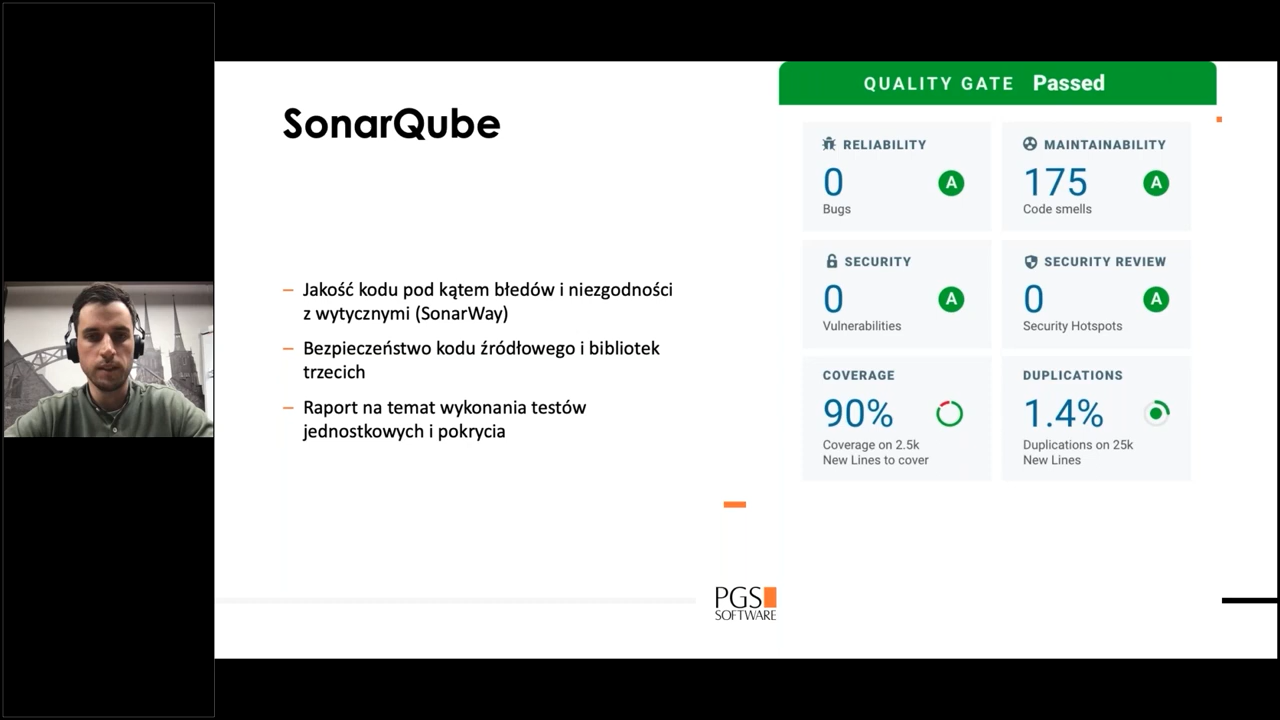 SonarQube
– Jakość kodu pod kątem błędów i niezgodności
z wytycznymi (SonarWay)
– Bezpieczeństwo kodu źródłowego i bibliotek
trzecich
– Raport na temat wykonania testów
jednostkowych i pokrycia
QUALITY GATE Passed
RELIABILITY
0 A
Bugs
MAINTAINABILITY
175 A
Code smells
SECURITY
0 A
Vulnerabilities
SECURITY REVIEW
0 A
Security Hotspots
COVERAGE
90%
Coverage on 2.5k
New Lines to cover
DUPLICATIONS
1.4%
Duplications on 25k
New Lines
PGS
SOFTWARE